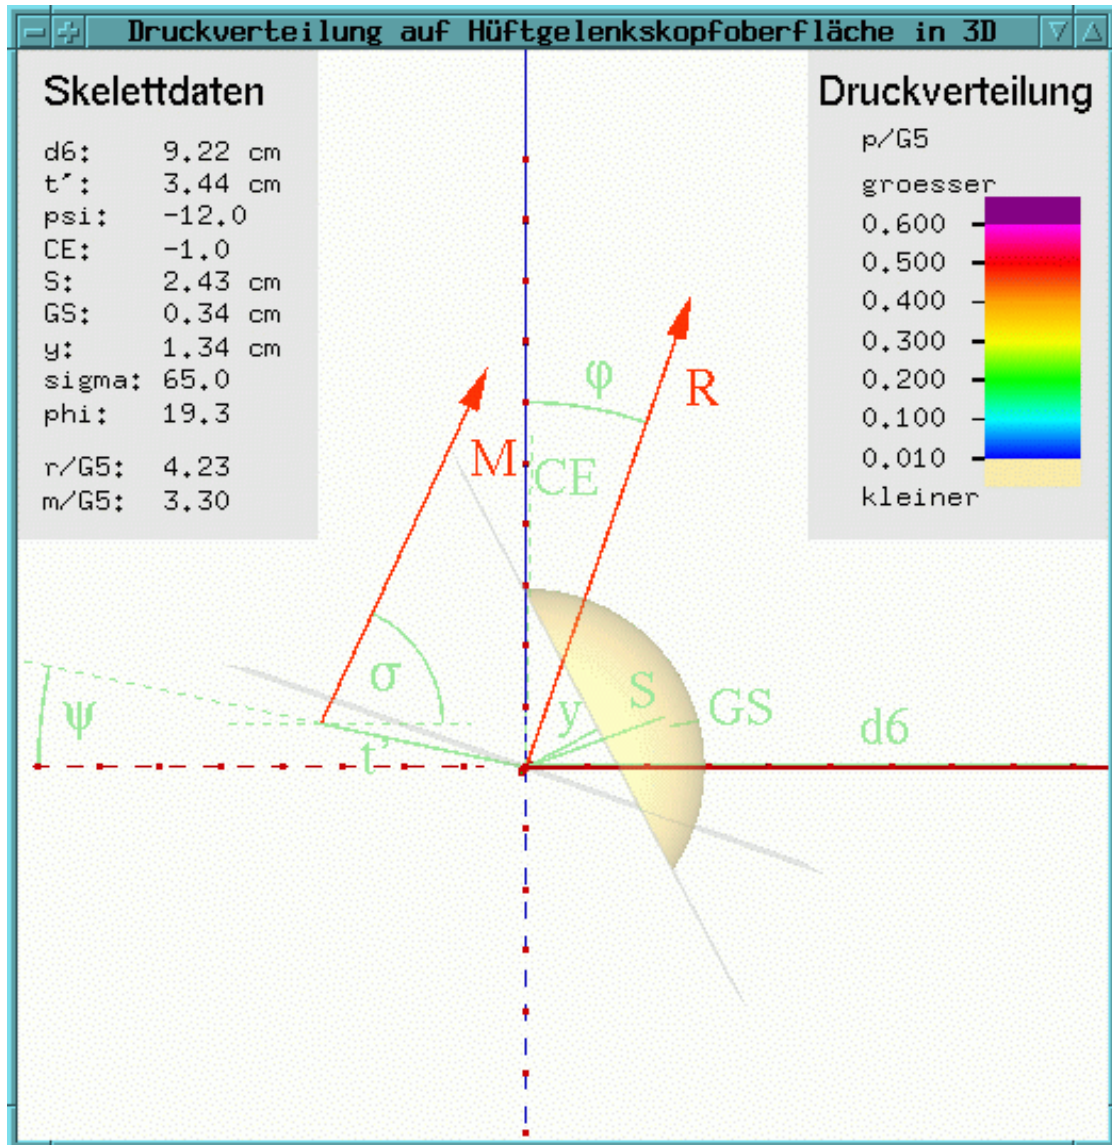 Druckverteilung auf Hüftgelenkskopfoberfläche in 3D
Skelettdaten
d6: 9.22 cm
t': 3.44 cm
psi: -12.0
CE: -1.0
S: 2.43 cm
GS: 0.34 cm
y: 1.34 cm
sigma: 65.0
phi: 19.3
r/G5: 4.23
m/G5: 3.30
Druckverteilung
p/G5
groesser
0.600
0.500
0.400
0.300
0.200
0.100
0.010
kleiner
φ
R
M
CE
σ
S
ψ
y
GS
d6
t'